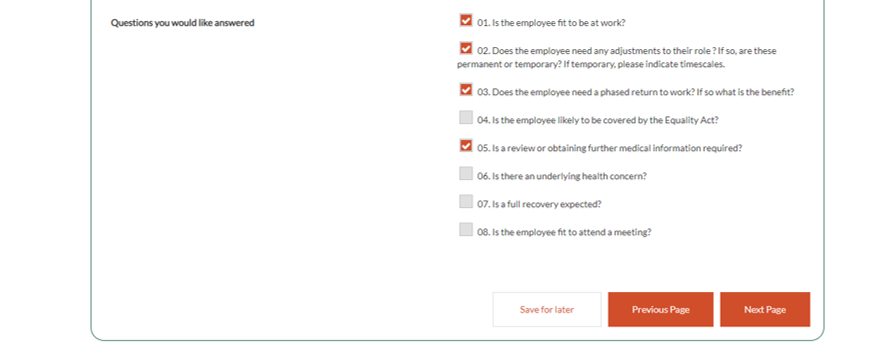 Questions you would like answered
01. Is the employee fit to be at work?
02. Does the employee need any adjustments to their role ? If so, are these
permanent or temporary? If temporary, please indicate timescales.
03. Does the employee need a phased return to work? If so what is the benefit?
04. Is the employee likely to be covered by the Equality Act?
05. Is a review or obtaining further medical information required?
06. Is there an underlying health concern?
07. Is a full recovery expected?
08. Is the employee fit to attend a meeting?
Save for later
Previous Page
Next Page